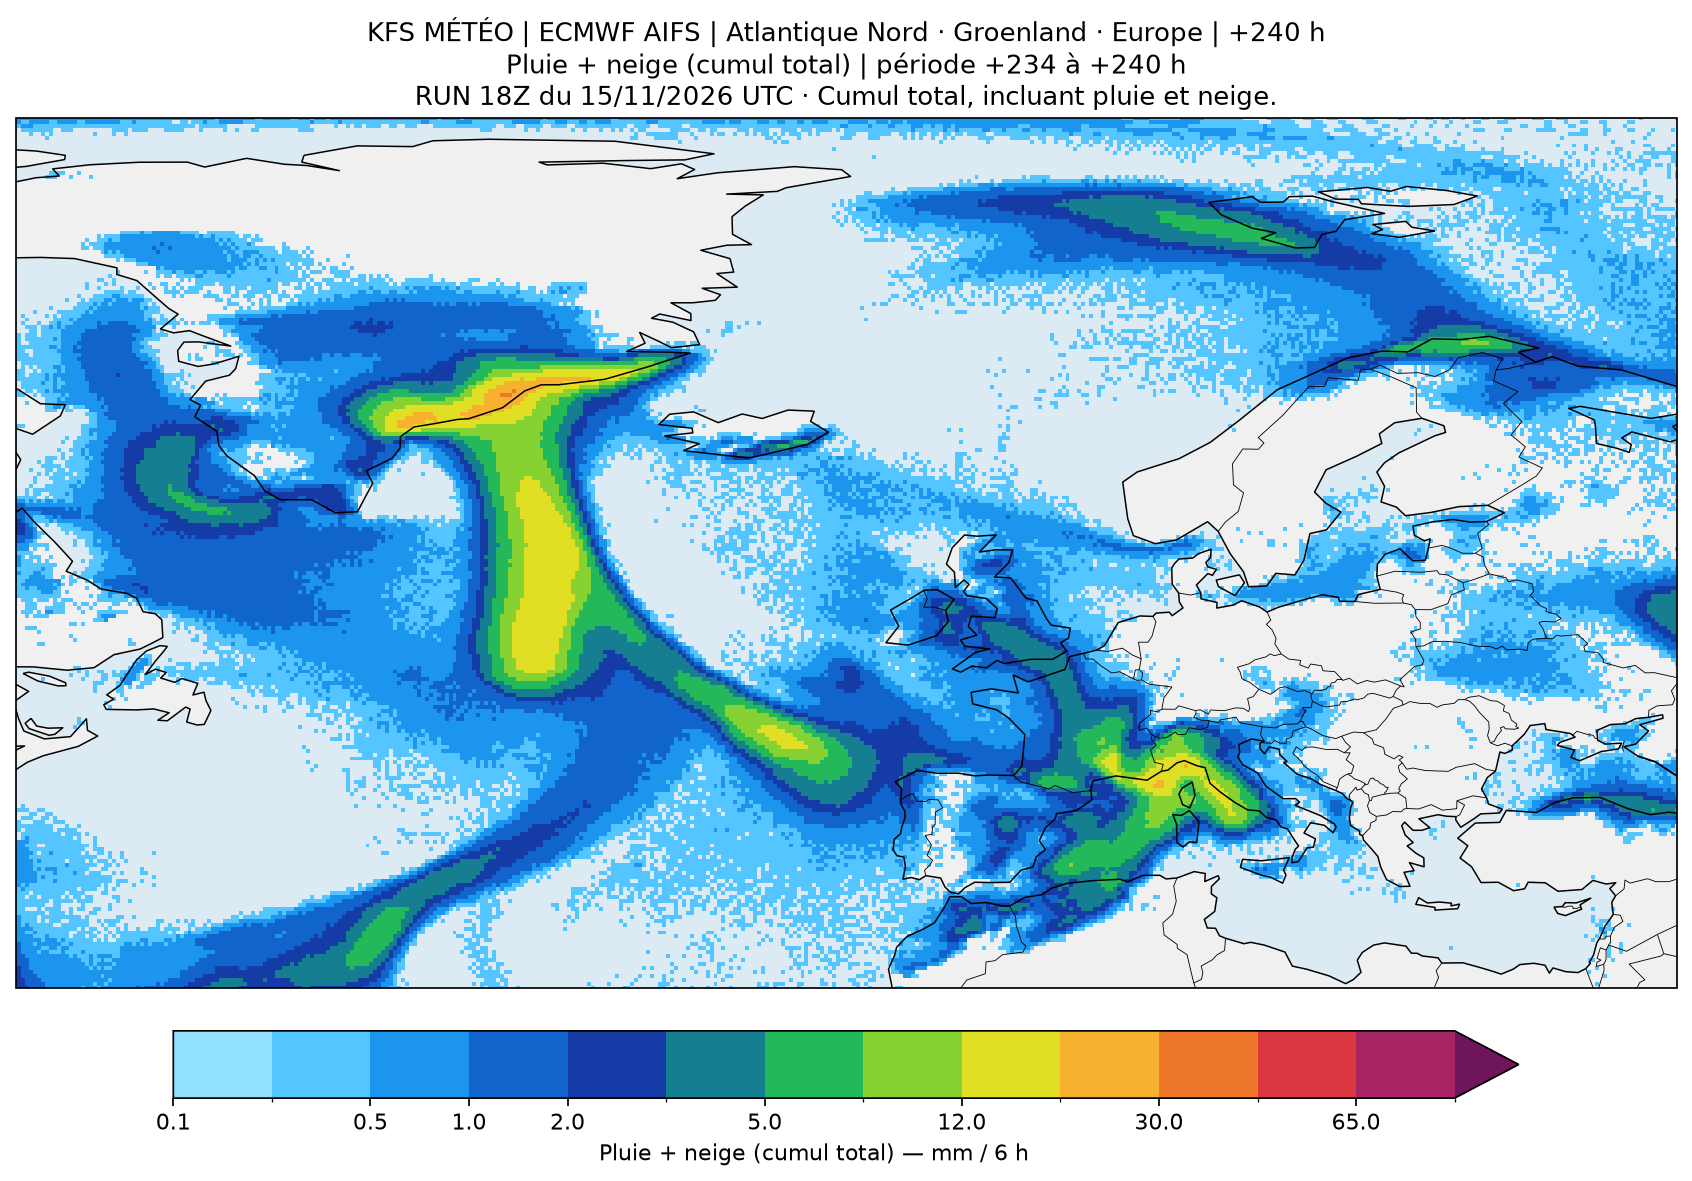 KFS MÉTÉO | ECMWF AIFS | Atlantique Nord · Groenland · Europe | +240 h
Pluie + neige (cumul total) | période +234 à +240 h
RUN 18Z du 15/11/2026 UTC · Cumul total, incluant pluie et neige.
0.1 0.5 1.0 2.0 5.0 12.0 30.0 65.0
Pluie + neige (cumul total) — mm / 6 h